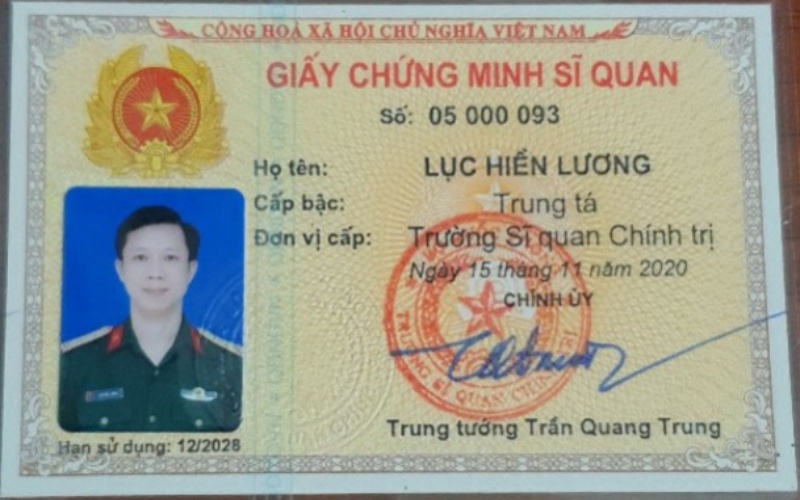 CỘNG HOÀ XÃ HỘI CHỦ NGHĨA VIỆT NAM
GIẤY CHỨNG MINH SĨ QUAN
Số: 05 000 093
Họ tên: LỤC HIỀN LƯƠNG
Cấp bậc: Trung tá
Đơn vị cấp: Trường Sĩ quan Chính trị
Ngày 15 tháng 11 năm 2020
CHÍNH ỦY
TRƯỜNG SĨ QUAN CHÍNH TRỊ
Trung tướng Trần Quang Trung
Hạn sử dụng: 12/2028